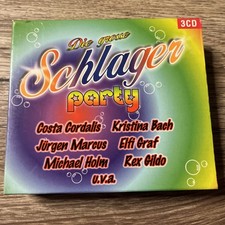 Die grosse
3CD
Schlager
party
Costa Cordalis Kristina Bach
Jürgen Marcus Elfi Graf
Michael Holm Rex Gildo
u.v.a.